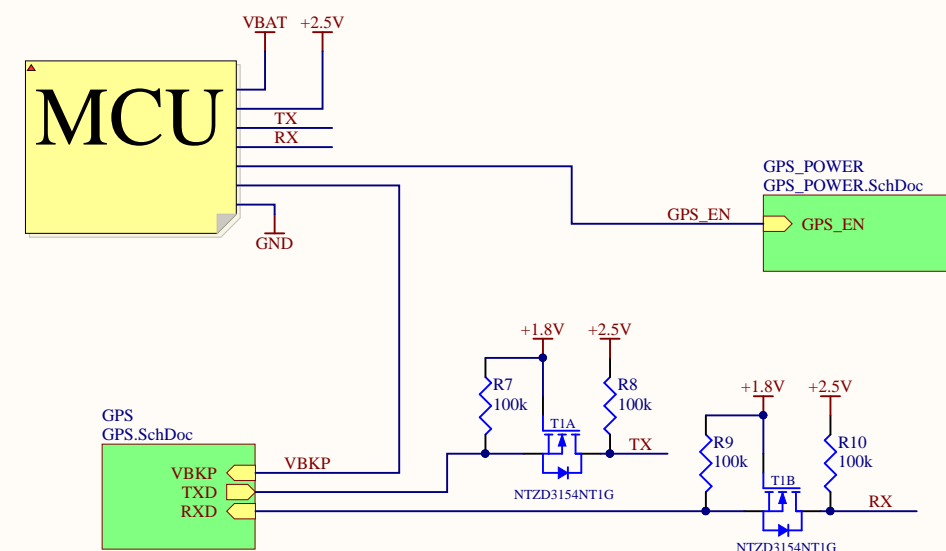 VBAT
+2.5V
MCU
TX
RX
GND
GPS_POWER
GPS_POWER.SchDoc
GPS_EN
GPS_EN
+1.8V
+2.5V
R7
100k
R8
100k
T1A
TX
NTZD3154NT1G
+1.8V
+2.5V
R9
100k
R10
100k
T1B
RX
NTZD3154NT1G
GPS
GPS.SchDoc
VBKP
VBKP
TXD
RXD